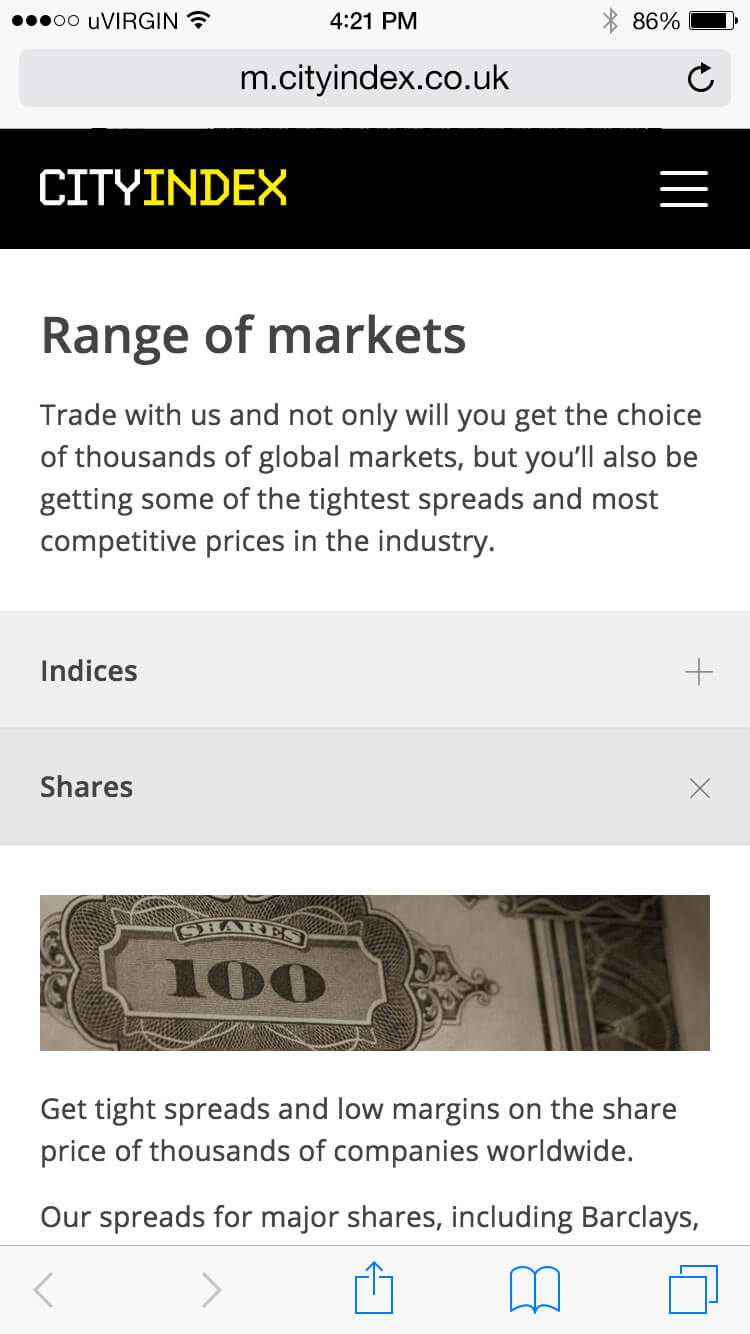 uVIRGIN 4:21 PM 86%
m.cityindex.co.uk
CITYINDEX
Range of markets
Trade with us and not only will you get the choice
of thousands of global markets, but you’ll also be
getting some of the tightest spreads and most
competitive prices in the industry.
Indices
Shares
SHARES
100
Get tight spreads and low margins on the share
price of thousands of companies worldwide.
Our spreads for major shares, including Barclays,